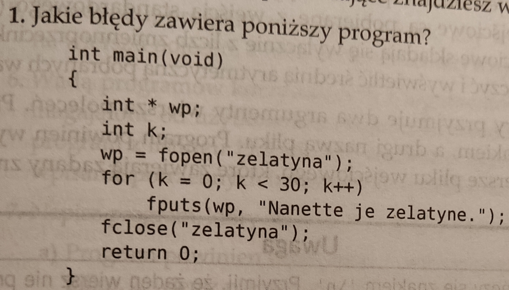 znajdziesz w
1. Jakie błędy zawiera poniższy program?
int main(void)
{
int * wp;
int k;
wp = fopen("zelatyna");
for (k = 0; k < 30; k++)
fputs(wp, "Nanette je zelatyne.");
fclose("zelatyna");
return 0;
}